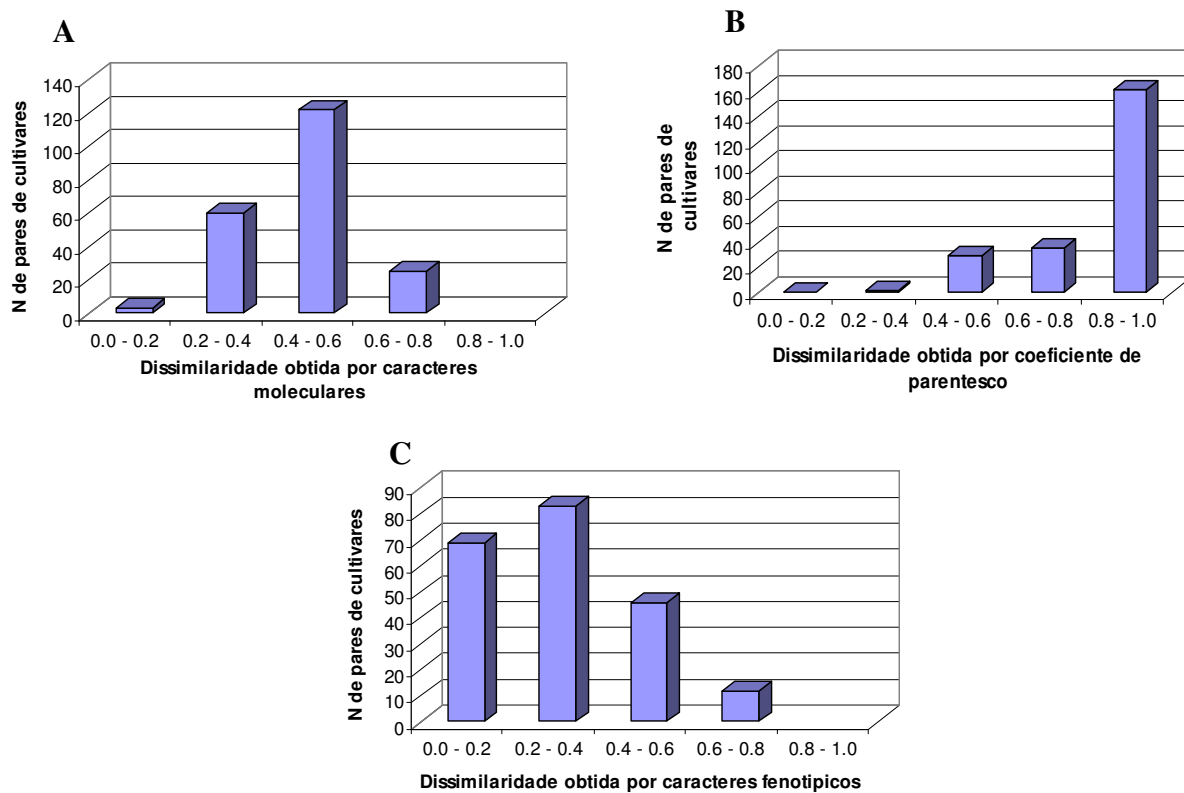 A
N de pares de cultivares
140
120
100
80
60
40
20
0
0.0 - 0.2 0.2 - 0.4 0.4 - 0.6 0.6 - 0.8 0.8 - 1.0
Dissimilaridade obtida por caracteres
moleculares
B
N de pares de
cultivares
180
160
140
120
100
80
60
40
20
0
0.0 - 0.2 0.2 - 0.4 0.4 - 0.6 0.6 - 0.8 0.8 - 1.0
Dissimilaridade obtida por coeficiente de
parentesco
C
N de pares de cultivares
90
80
70
60
50
40
30
20
10
0
0.0 - 0.2 0.2 - 0.4 0.4 - 0.6 0.6 - 0.8 0.8 - 1.0
Dissimilaridade obtida por caracteres fenotipicos